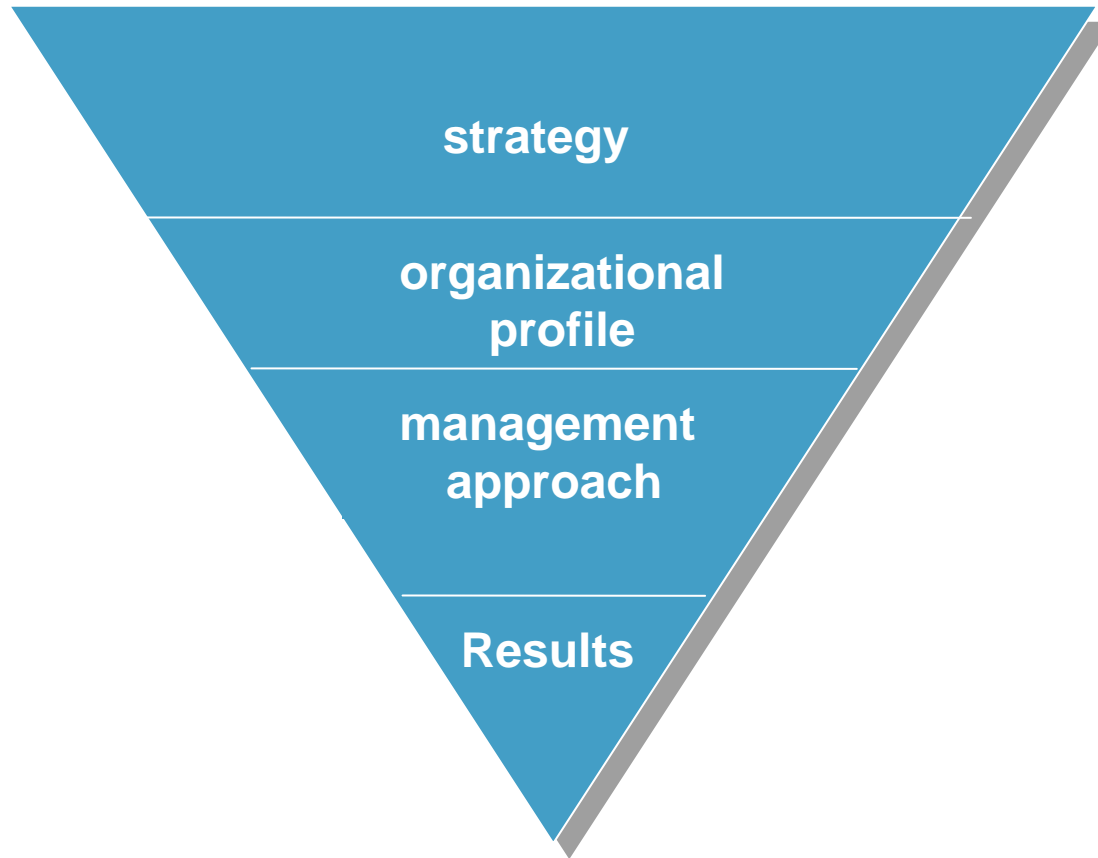 strategy
organizational
profile
management
approach
Results